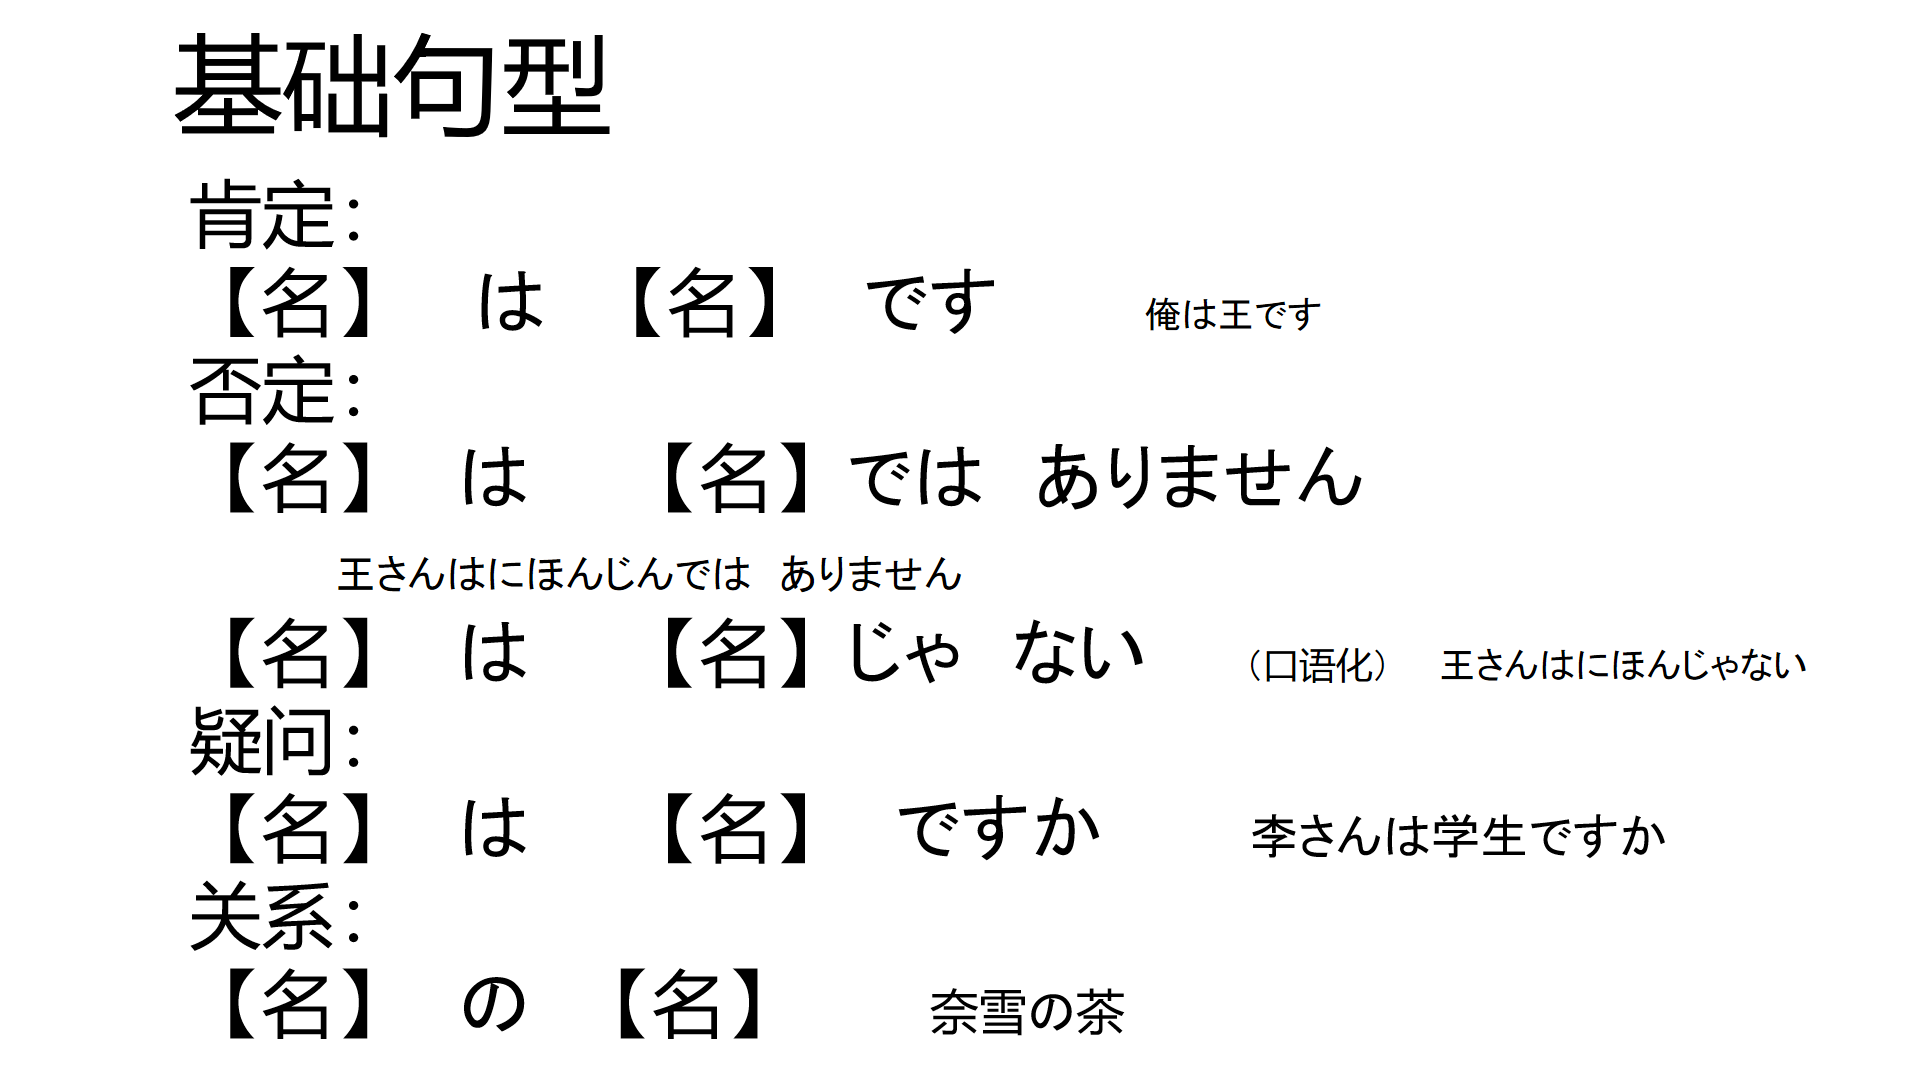 基础句型
肯定:
【名】 は 【名】 です 俺は王です
否定:
【名】 は 【名】では ありません
王さんはにほんじんでは ありません
【名】 は 【名】じゃ ない （口语化） 王さんはにほんじゃない
疑问:
【名】 は 【名】 ですか 李さんは学生ですか
关系:
【名】 の 【名】 奈雪の茶